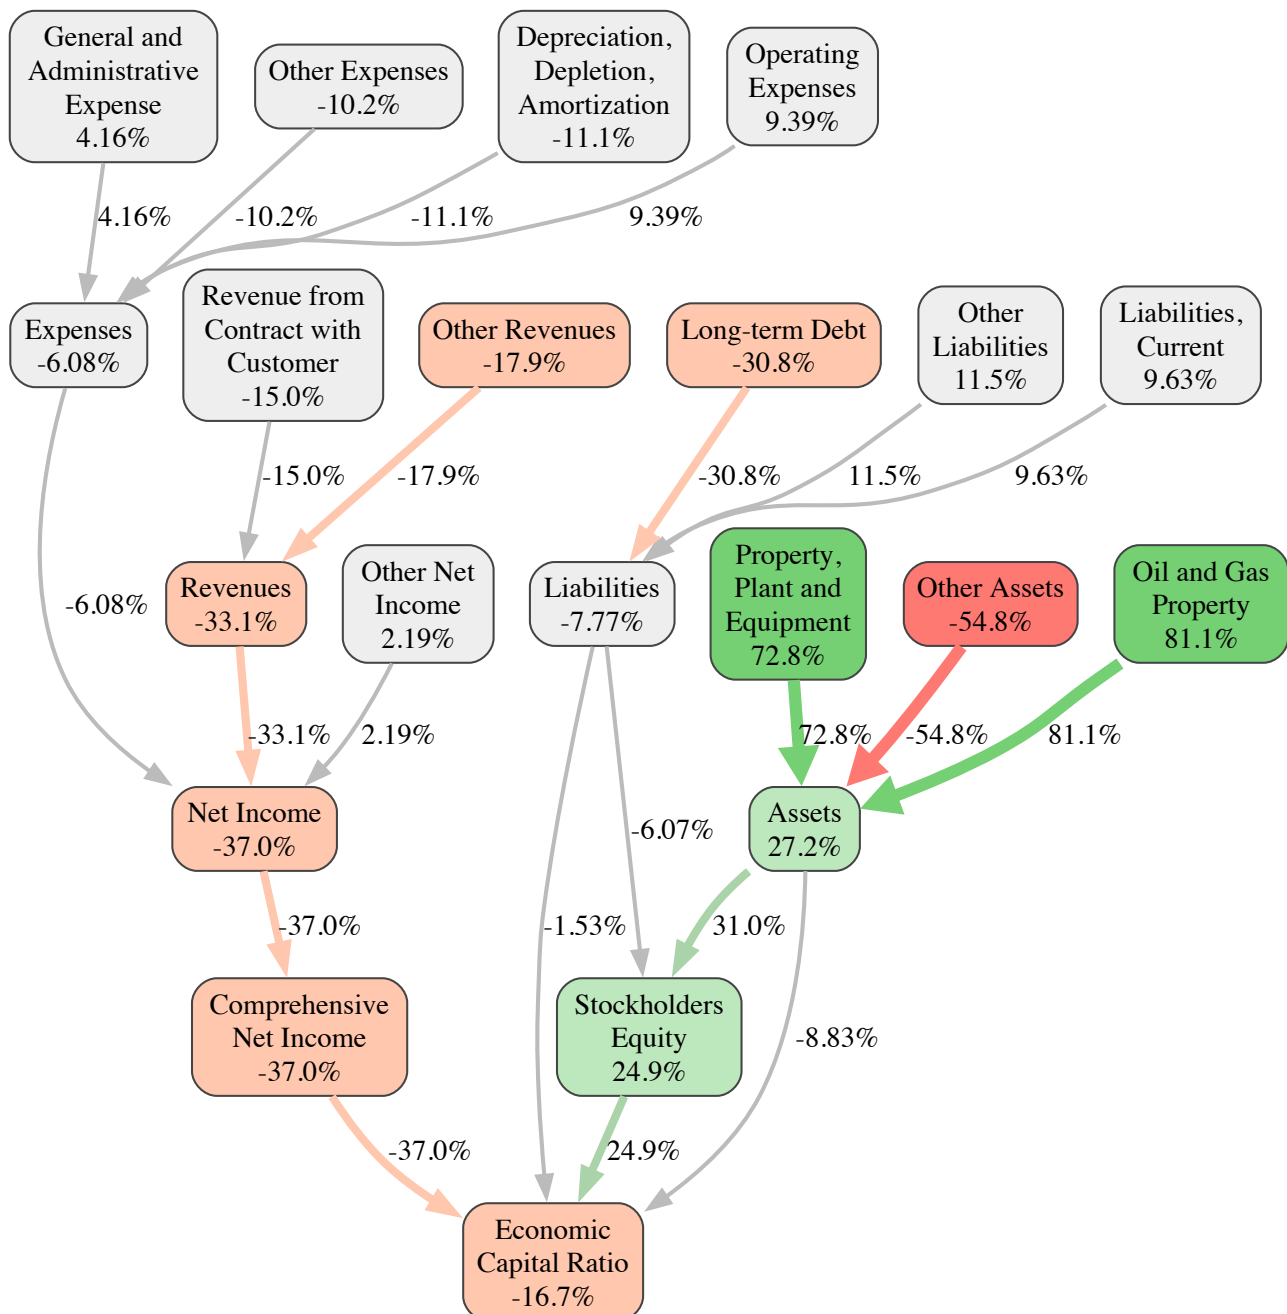 General and
Administrative
Expense
4.16%
Other Expenses
-10.2%
Depreciation,
Depletion,
Amortization
-11.1%
Operating
Expenses
9.39%
4.16%
-10.2%
-11.1%
9.39%
Expenses
-6.08%
Revenue from
Contract with
Customer
-15.0%
Other Revenues
-17.9%
Long-term Debt
-30.8%
Other
Liabilities
11.5%
Liabilities,
Current
9.63%
-15.0%
-17.9%
-30.8%
11.5%
9.63%
-6.08%
Revenues
-33.1%
Other Net
Income
2.19%
Liabilities
-7.77%
Property,
Plant and
Equipment
72.8%
Other Assets
-54.8%
Oil and Gas
Property
81.1%
-33.1%
2.19%
72.8%
-54.8%
81.1%
Net Income
-37.0%
-6.07%
Assets
27.2%
-37.0%
-1.53%
31.0%
Comprehensive
Net Income
-37.0%
Stockholders
Equity
24.9%
-8.83%
-37.0%
24.9%
Economic
Capital Ratio
-16.7%